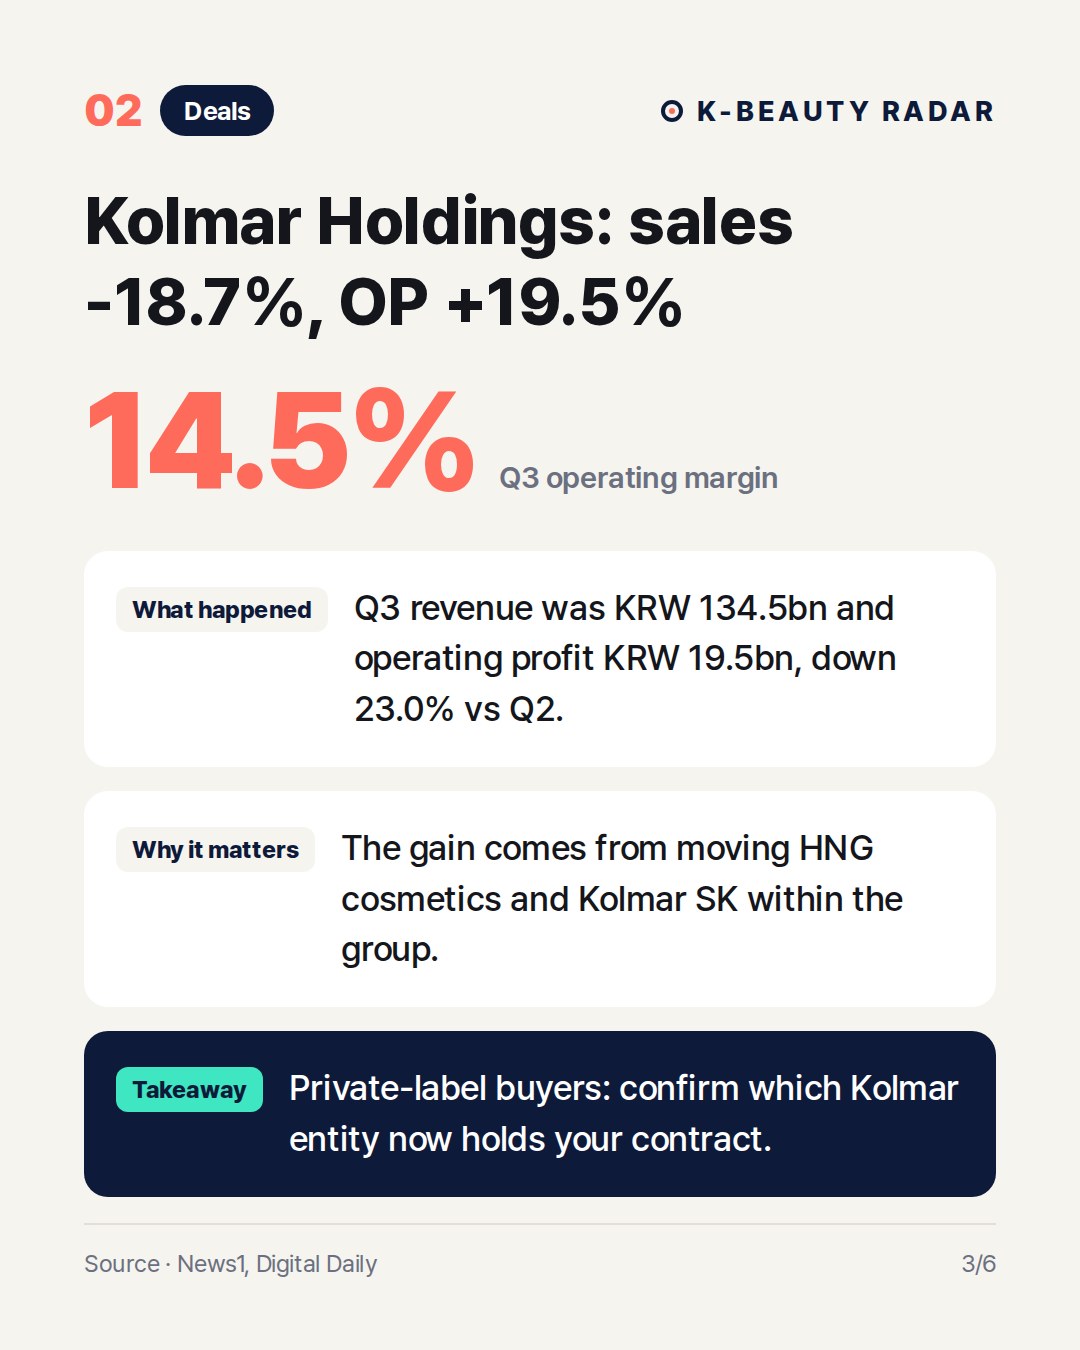 02 Deals K-BEAUTY RADAR
Kolmar Holdings: sales
-18.7%, OP +19.5%
14.5% Q3 operating margin
What happened Q3 revenue was KRW 134.5bn and
operating profit KRW 19.5bn, down
23.0% vs Q2.
Why it matters The gain comes from moving HNG
cosmetics and Kolmar SK within the
group.
Takeaway Private-label buyers: confirm which Kolmar
entity now holds your contract.
Source · News1, Digital Daily 3/6